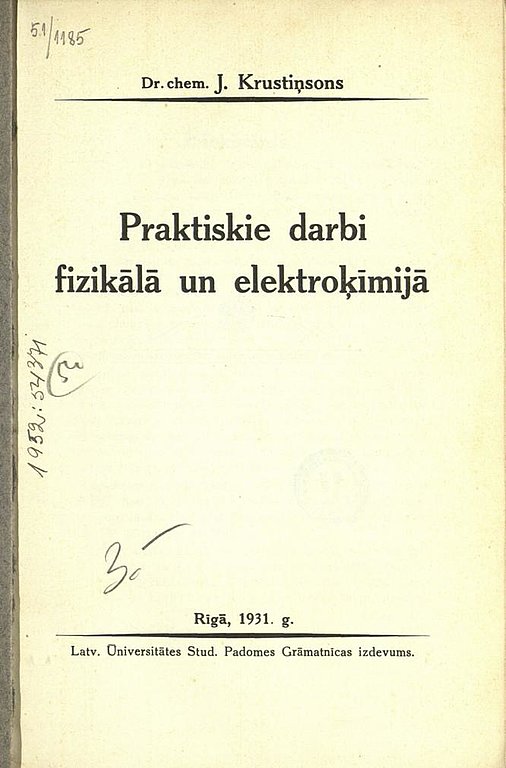 51/1185
Dr. chem. J. Krustiņsons
Praktiskie darbi
fizikālā un elektroķīmijā
1952:54371
Rīgā, 1931. g.
Latv. Ūniversitātes Stud. Padomes Grāmatnīcas izdevums.